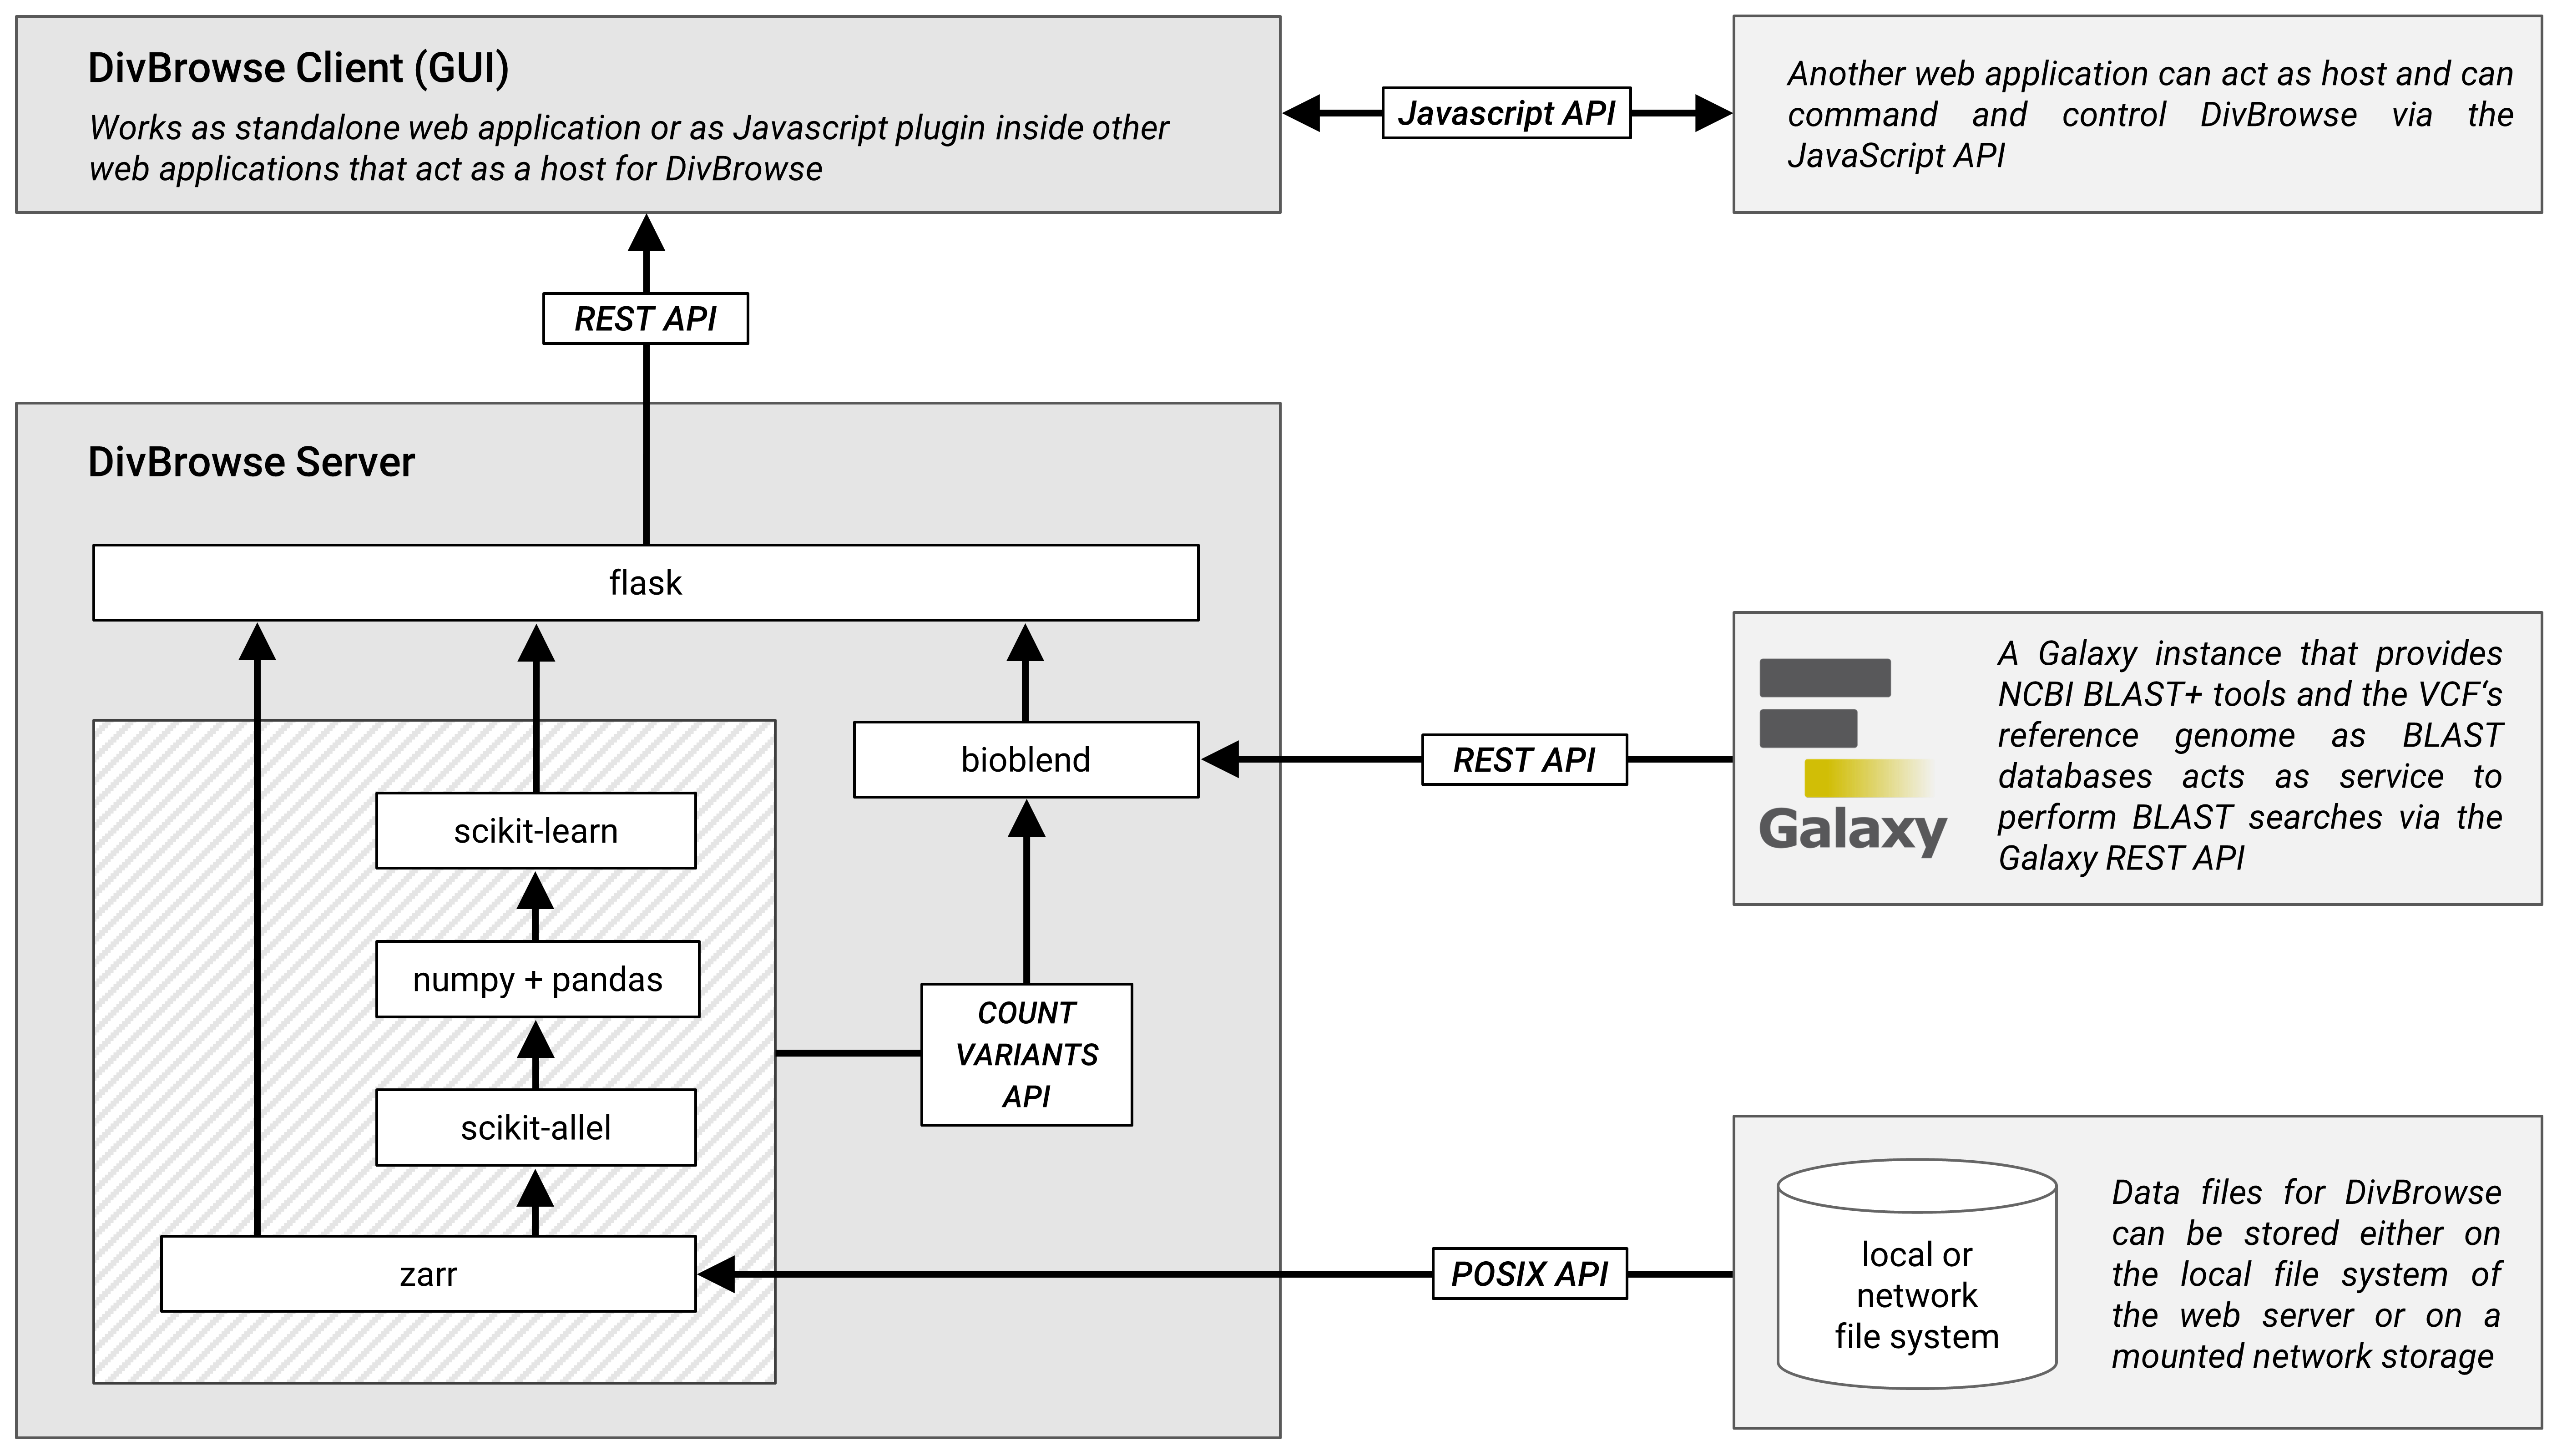 DivBrowse Client (GUI)
Works as standalone web application or as Javascript plugin inside other
web applications that act as a host for DivBrowse
Javascript API
Another web application can act as host and can
command and control DivBrowse via the
JavaScript API
REST API
DivBrowse Server
flask
bioblend
scikit-learn
numpy + pandas
scikit-allel
zarr
COUNT
VARIANTS
API
REST API
Galaxy
A Galaxy instance that provides
NCBI BLAST+ tools and the VCF‘s
reference genome as BLAST
databases acts as service to
perform BLAST searches via the
Galaxy REST API
POSIX API
local or
network
file system
Data files for DivBrowse
can be stored either on
the local file system of
the web server or on a
mounted network storage